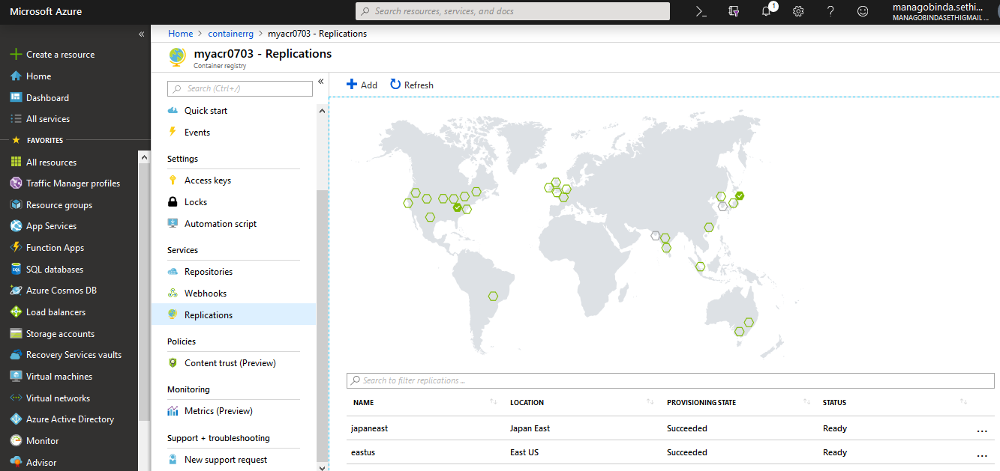 Microsoft Azure
Search resources, services, and docs
1
managobinda.sethi...
MANAGOBINDASETHIGMAIL ...
Create a resource
Home
Dashboard
All services
FAVORITES
All resources
Traffic Manager profiles
Resource groups
App Services
Function Apps
SQL databases
Azure Cosmos DB
Load balancers
Storage accounts
Recovery Services vaults
Virtual machines
Virtual networks
Azure Active Directory
Monitor
Advisor
Home > containerrg > myacr0703 - Replications
myacr0703 - Replications
Container registry
Search (Ctrl+/)
Quick start
Events
Settings
Access keys
Locks
Automation script
Services
Repositories
Webhooks
Replications
Policies
Content trust (Preview)
Monitoring
Metrics (Preview)
Support + troubleshooting
New support request
Add Refresh
Search to filter replications ...
NAME LOCATION PROVISIONING STATE STATUS
japaneast Japan East Succeeded Ready ...
eastus East US Succeeded Ready ...